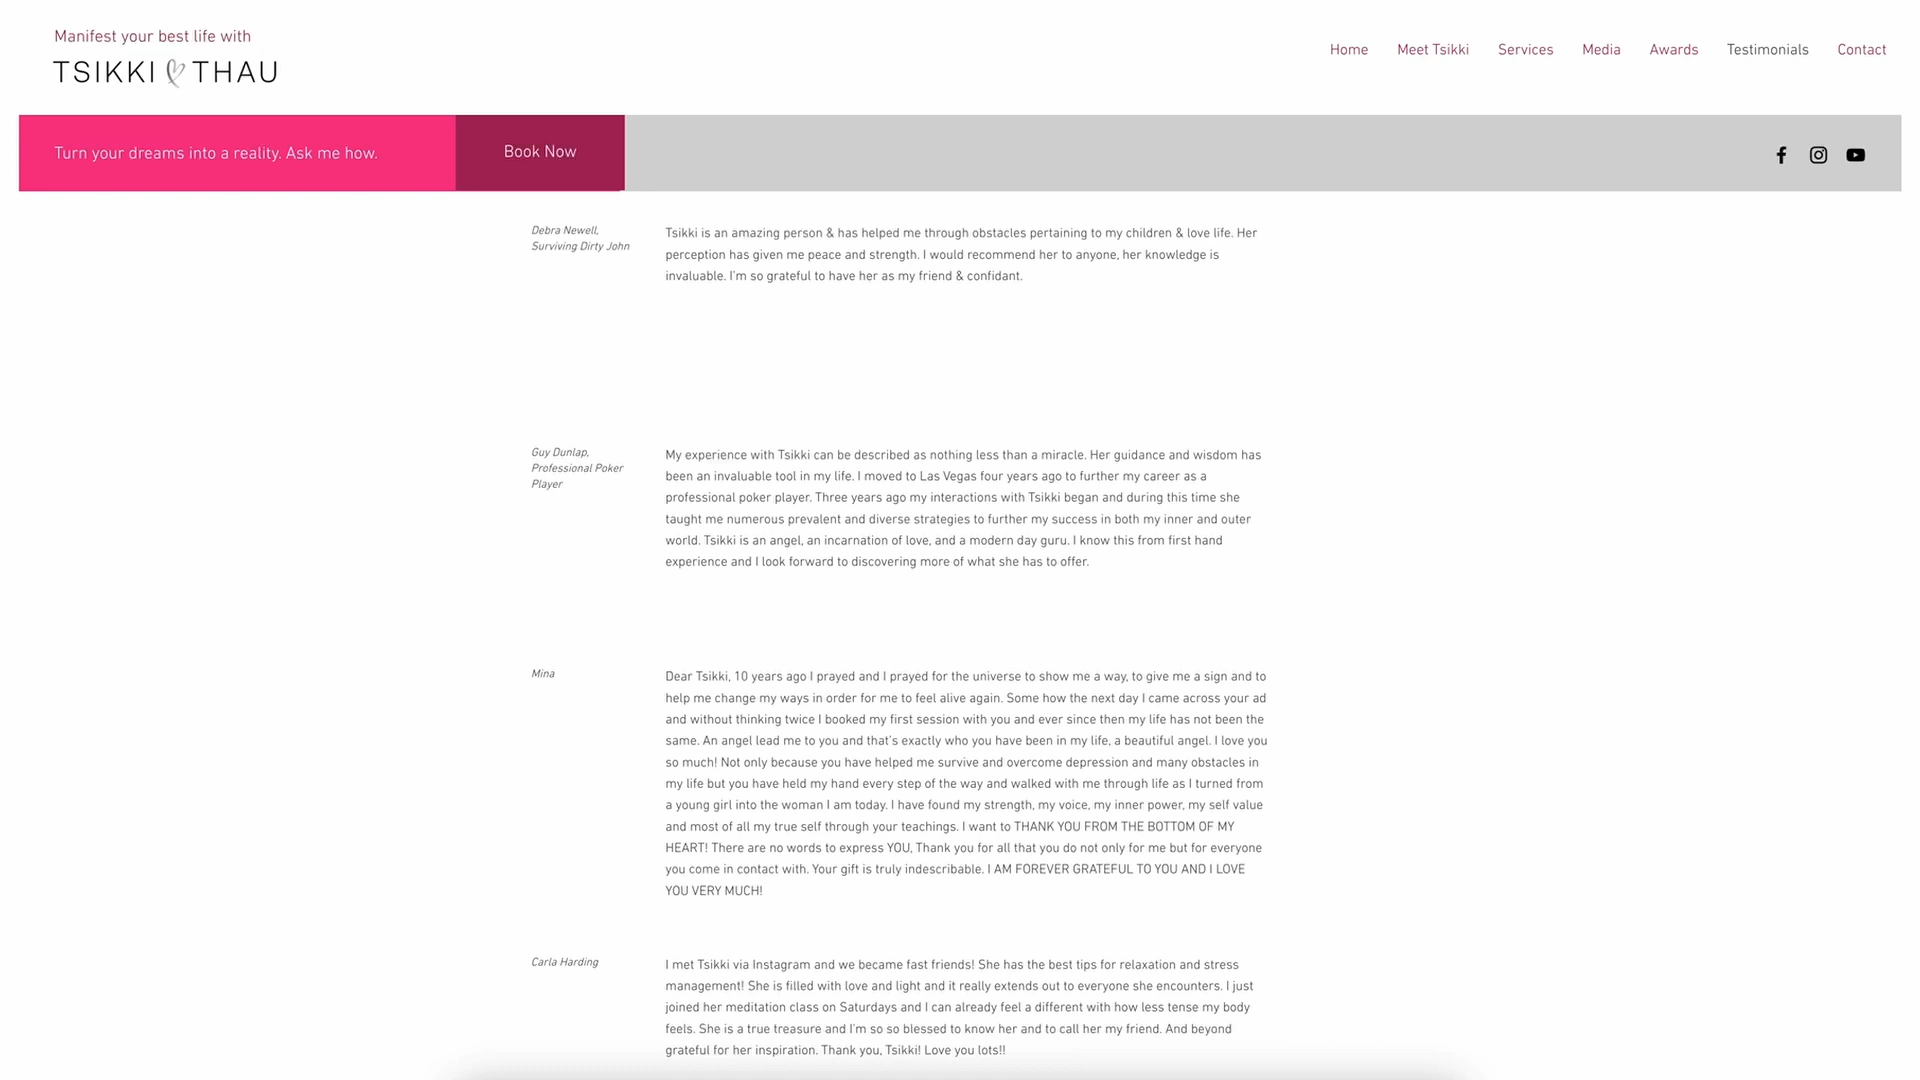 Manifest your best life with
TSIKKI THAU
Home Meet Tsikki Services Media Awards Testimonials Contact
Turn your dreams into a reality. Ask me how.
Book Now
Debra Newell,
Surviving Dirty John
Tsikki is an amazing person & has helped me through obstacles pertaining to my children & love life. Her
perception has given me peace and strength. I would recommend her to anyone, her knowledge is
invaluable. I'm so grateful to have her as my friend & confidant.
Guy Dunlap,
Professional Poker
Player
My experience with Tsikki can be described as nothing less than a miracle. Her guidance and wisdom has
been an invaluable tool in my life. I moved to Las Vegas four years ago to further my career as a
professional poker player. Three years ago my interactions with Tsikki began and during this time she
taught me numerous prevalent and diverse strategies to further my success in both my inner and outer
world. Tsikki is an angel, an incarnation of love, and a modern day guru. I know this from first hand
experience and I look forward to discovering more of what she has to offer.
Mina
Dear Tsikki, 10 years ago I prayed and I prayed for the universe to show me a way, to give me a sign and to
help me change my ways in order for me to feel alive again. Some how the next day I came across your ad
and without thinking twice I booked my first session with you and ever since then my life has not been the
same. An angel lead me to you and that's exactly who you have been in my life, a beautiful angel. I love you
so much! Not only because you have helped me survive and overcome depression and many obstacles in
my life but you have held my hand every step of the way and walked with me through life as I turned from
a young girl into the woman I am today. I have found my strength, my voice, my inner power, my self value
and most of all my true self through your teachings. I want to THANK YOU FROM THE BOTTOM OF MY
HEART! There are no words to express YOU, Thank you for all that you do not only for me but for everyone
you come in contact with. Your gift is truly indescribable. I AM FOREVER GRATEFUL TO YOU AND I LOVE
YOU VERY MUCH!
Carla Harding
I met Tsikki via Instagram and we became fast friends! She has the best tips for relaxation and stress
management! She is filled with love and light and it really extends out to everyone she encounters. I just
joined her meditation class on Saturdays and I can already feel a different with how less tense my body
feels. She is a true treasure and I'm so so blessed to know her and to call her my friend. And beyond
grateful for her inspiration. Thank you, Tsikki! Love you lots!!